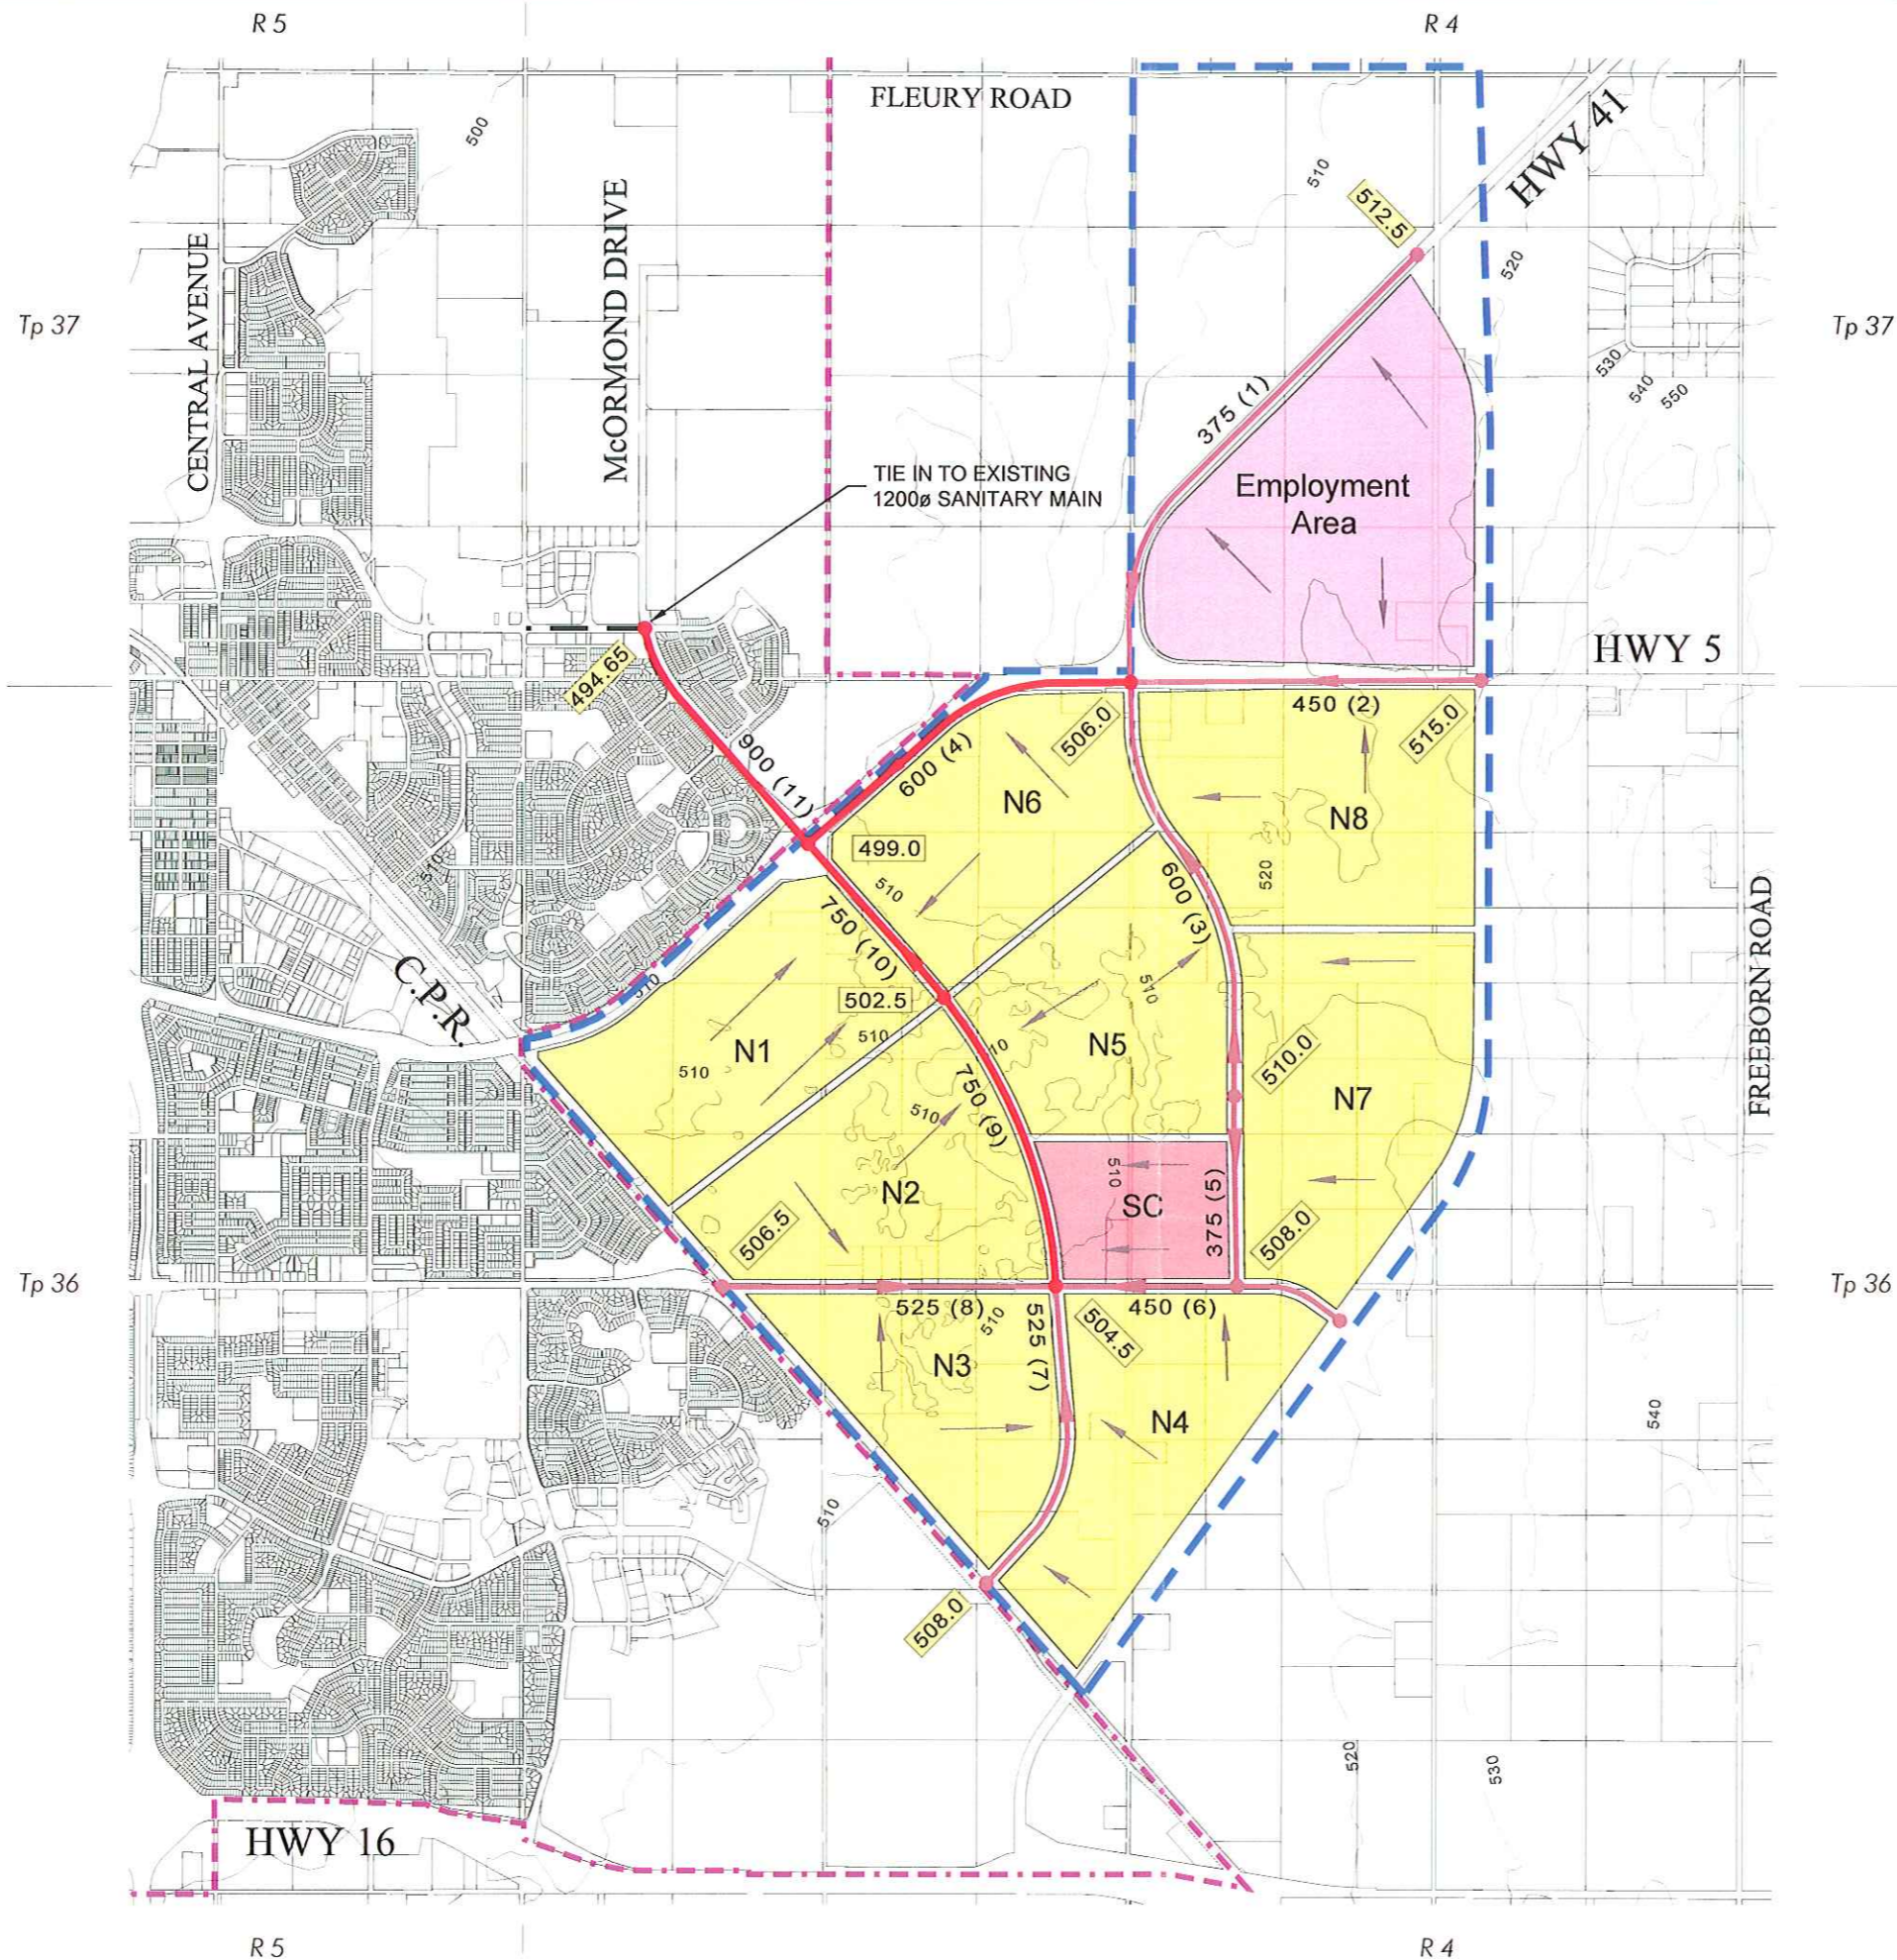 R 5
R 4
FLEURY ROAD
HWY 41
500
510
512.5
520
CENTRAL AVENUE
McORMOND DRIVE
Tp 37
Tp 37
530
540
550
375 (1)
TIE IN TO EXISTING
1200ø SANITARY MAIN
Employment
Area
HWY 5
494.65
450 (2)
506.0
515.0
900 (11)
600 (4)
N6
N8
499.0
510
510
520
600 (3)
750 (10)
FREEBORN ROAD
C.P.R.
510
502.5
510
510
N1
510
10
N5
510.0
750 (9)
N7
510
510
N2
SC
375 (5)
506.5
508.0
Tp 36
Tp 36
525 (8)
510
525 (7)
450 (6)
504.5
N3
N4
540
510
508.0
520
530
HWY 16
R 5
R 4